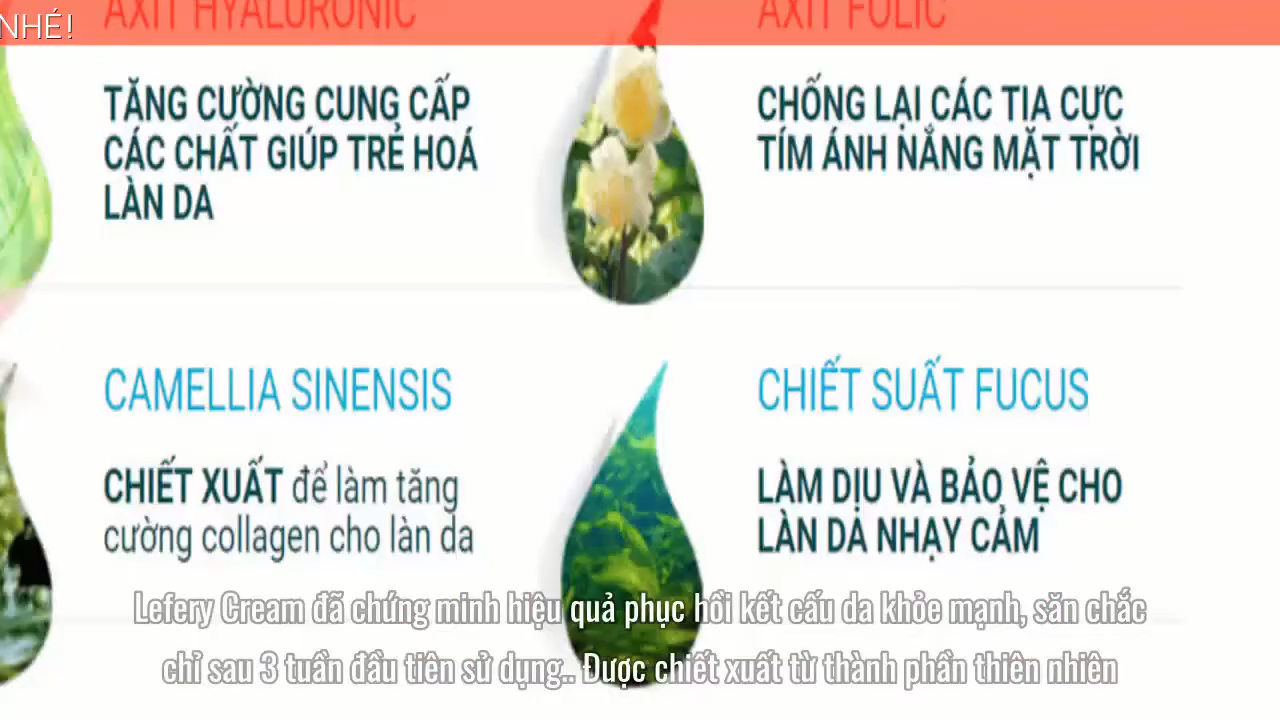 NHÉ!
AXIT HYALURONIC
TĂNG CƯỜNG CUNG CẤP
CÁC CHẤT GIÚP TRẺ HOÁ
LÀN DA
AXIT FOLIC
CHỐNG LẠI CÁC TIA CỰC
TÍM ÁNH NẮNG MẶT TRỜI
CAMELLIA SINENSIS
CHIẾT XUẤT để làm tăng
cường collagen cho làn da
CHIẾT SUẤT FUCUS
LÀM DỊU VÀ BẢO VỆ CHO
LÀN DA NHẠY CẢM
Lefery Cream đã chứng minh hiệu quả phục hồi kết cấu da khỏe mạnh, săn chắc
chỉ sau 3 tuần đầu tiên sử dụng.. Được chiết xuất từ thành phần thiên nhiên